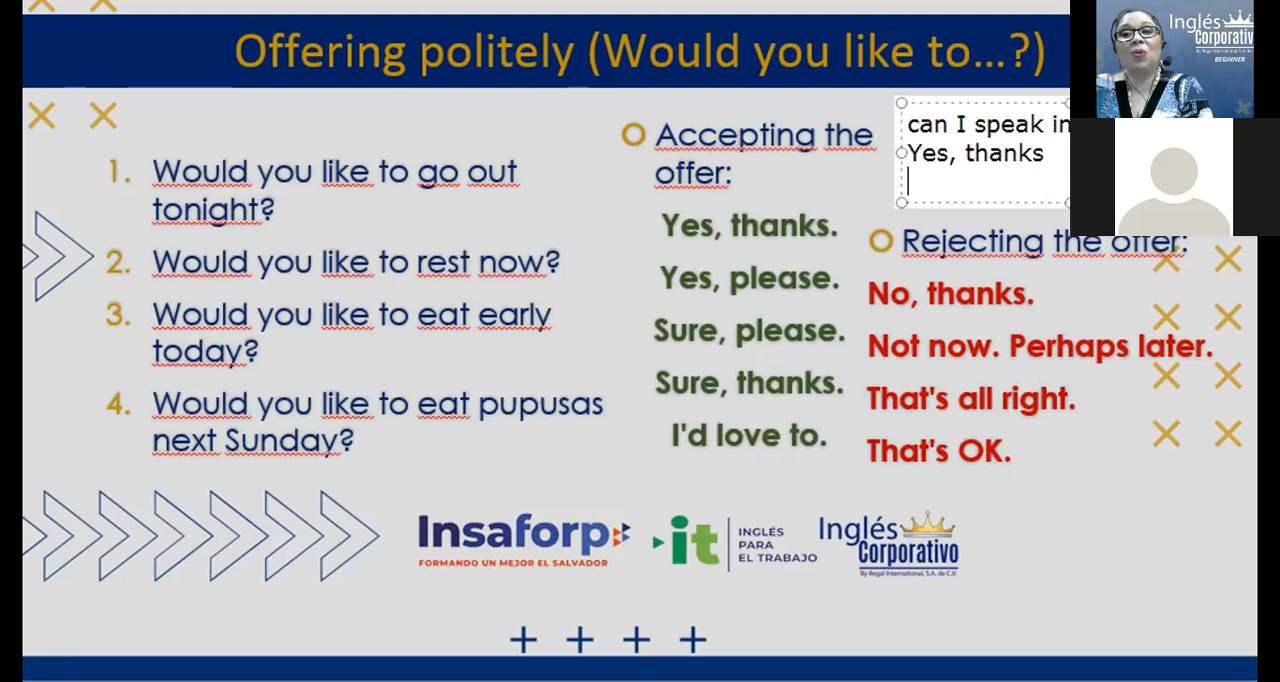 Offering politely (Would you like to...?)
1. Would you like to go out
tonight?
2. Would you like to rest now?
3. Would you like to eat early
today?
4. Would you like to eat pupusas
next Sunday?
Accepting the
offer:
Yes, thanks.
Yes, please.
Sure, please.
Sure, thanks.
I'd love to.
can I speak in
Yes, thanks
Rejecting the offer:
No, thanks.
Not now. Perhaps later.
That's all right.
That's OK.
Insaforp
FORMANDO UN MEJOR EL SALVADOR
it
INGLÉS
PARA
EL TRABAJO
Inglés
Corporativo
By Regal International, S.A. de C.V.
Inglés
Corporativo
By Regal International, S.A. de C.V.
BEGINNER